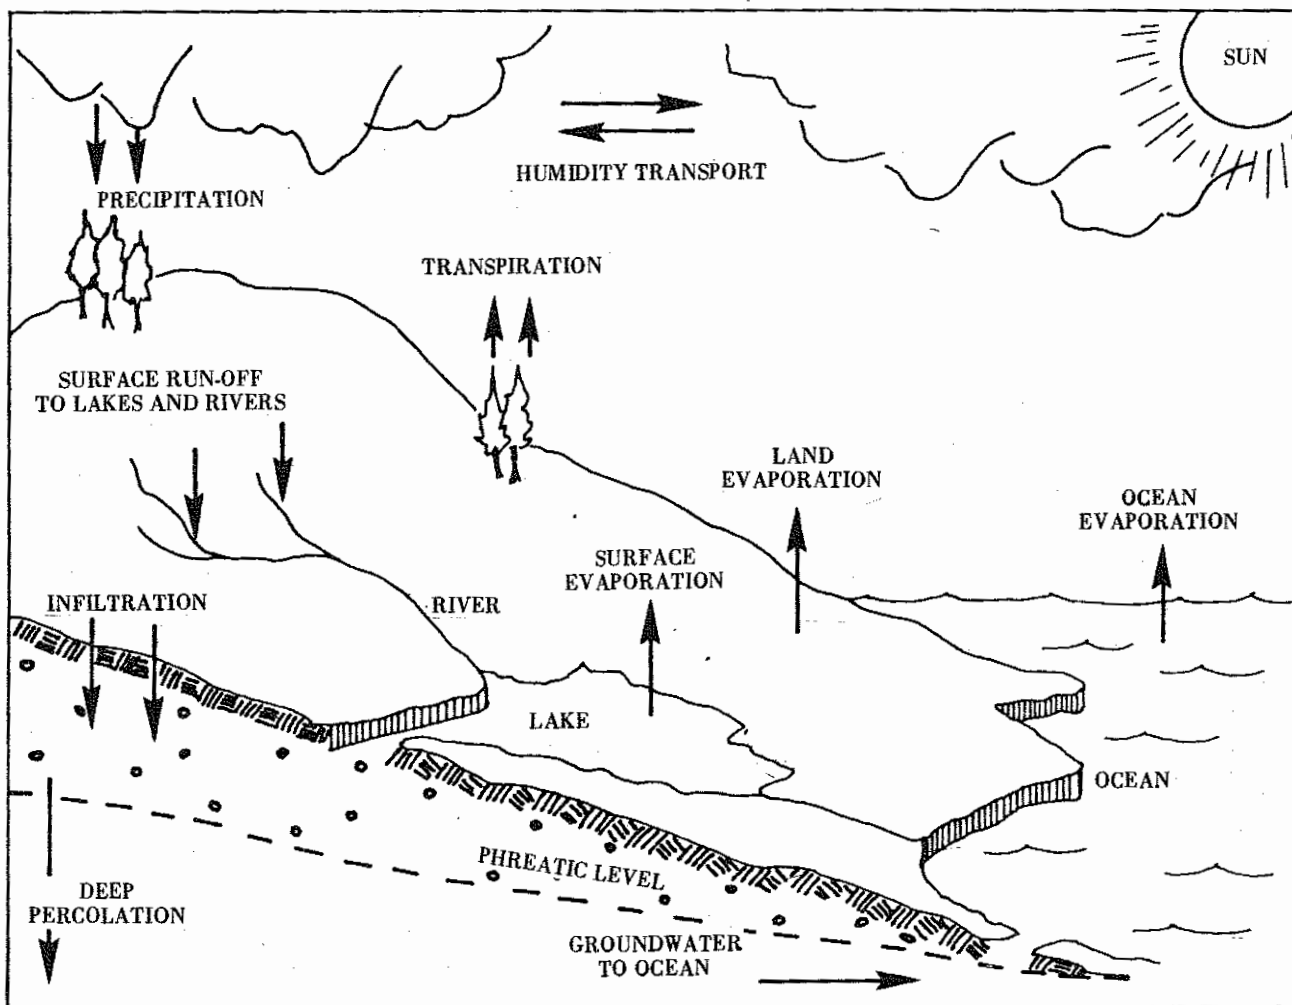 SUN
HUMIDITY TRANSPORT
PRECIPITATION
TRANSPIRATION
SURFACE RUN-OFF
TO LAKES AND RIVERS
LAND
EVAPORATION
OCEAN
EVAPORATION
SURFACE
EVAPORATION
INFILTRATION
RIVER
LAKE
OCEAN
PHREATIC LEVEL
DEEP
PERCOLATION
GROUNDWATER
TO OCEAN